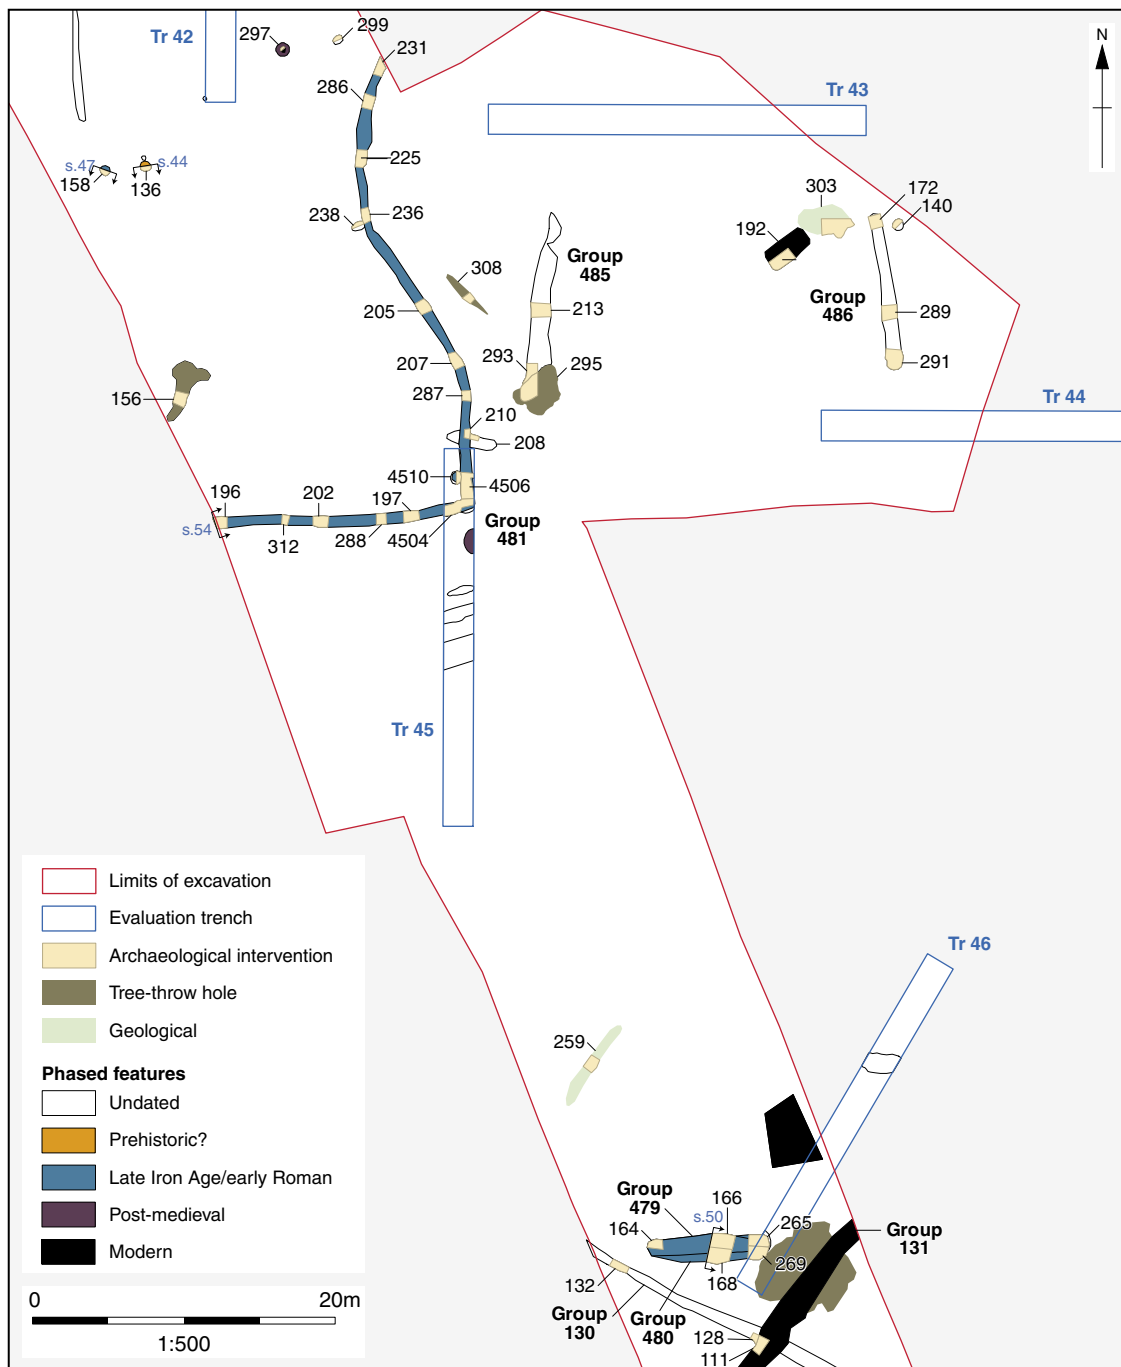 Tr 42
297
299
231
N
286
Tr 43
225
s.47
158
s.44
136
303
172
140
192
238
236
Group
485
308
Group
486
213
289
205
293
295
291
207
156
287
Tr 44
210
208
4510
4506
196
202
197
s.54
312
288
4504
Group
481
Tr 45
Limits of excavation
Evaluation trench
Archaeological intervention
Tree-throw hole
Geological
Phased features
Undated
Prehistoric?
Late Iron Age/early Roman
Post-medieval
Modern
0
20m
1:500
Tr 46
259
Group
479
166
s.50
164
265
Group
131
269
168
132
Group
130
Group
480
128
111